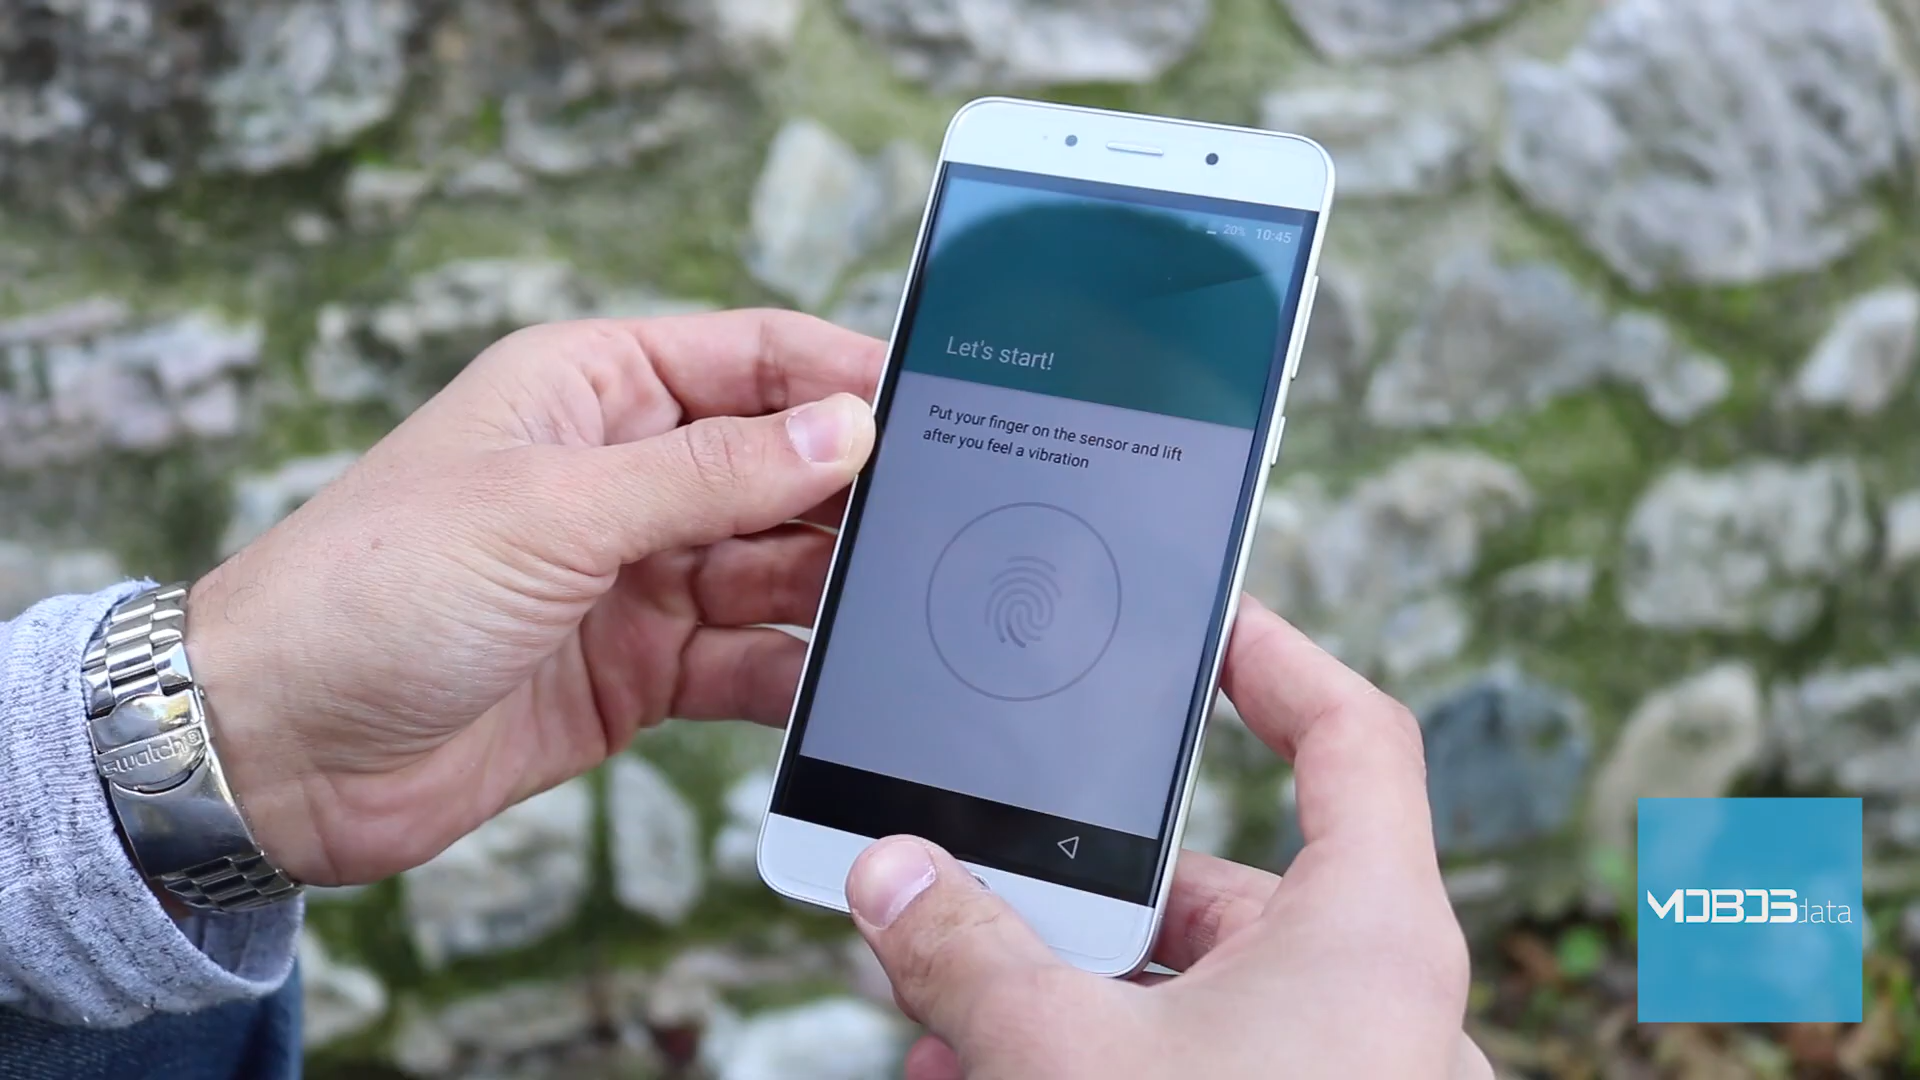 20% 10:45
Let's start!
Put your finger on the sensor and lift
after you feel a vibration
swatch®
MOBOSdata